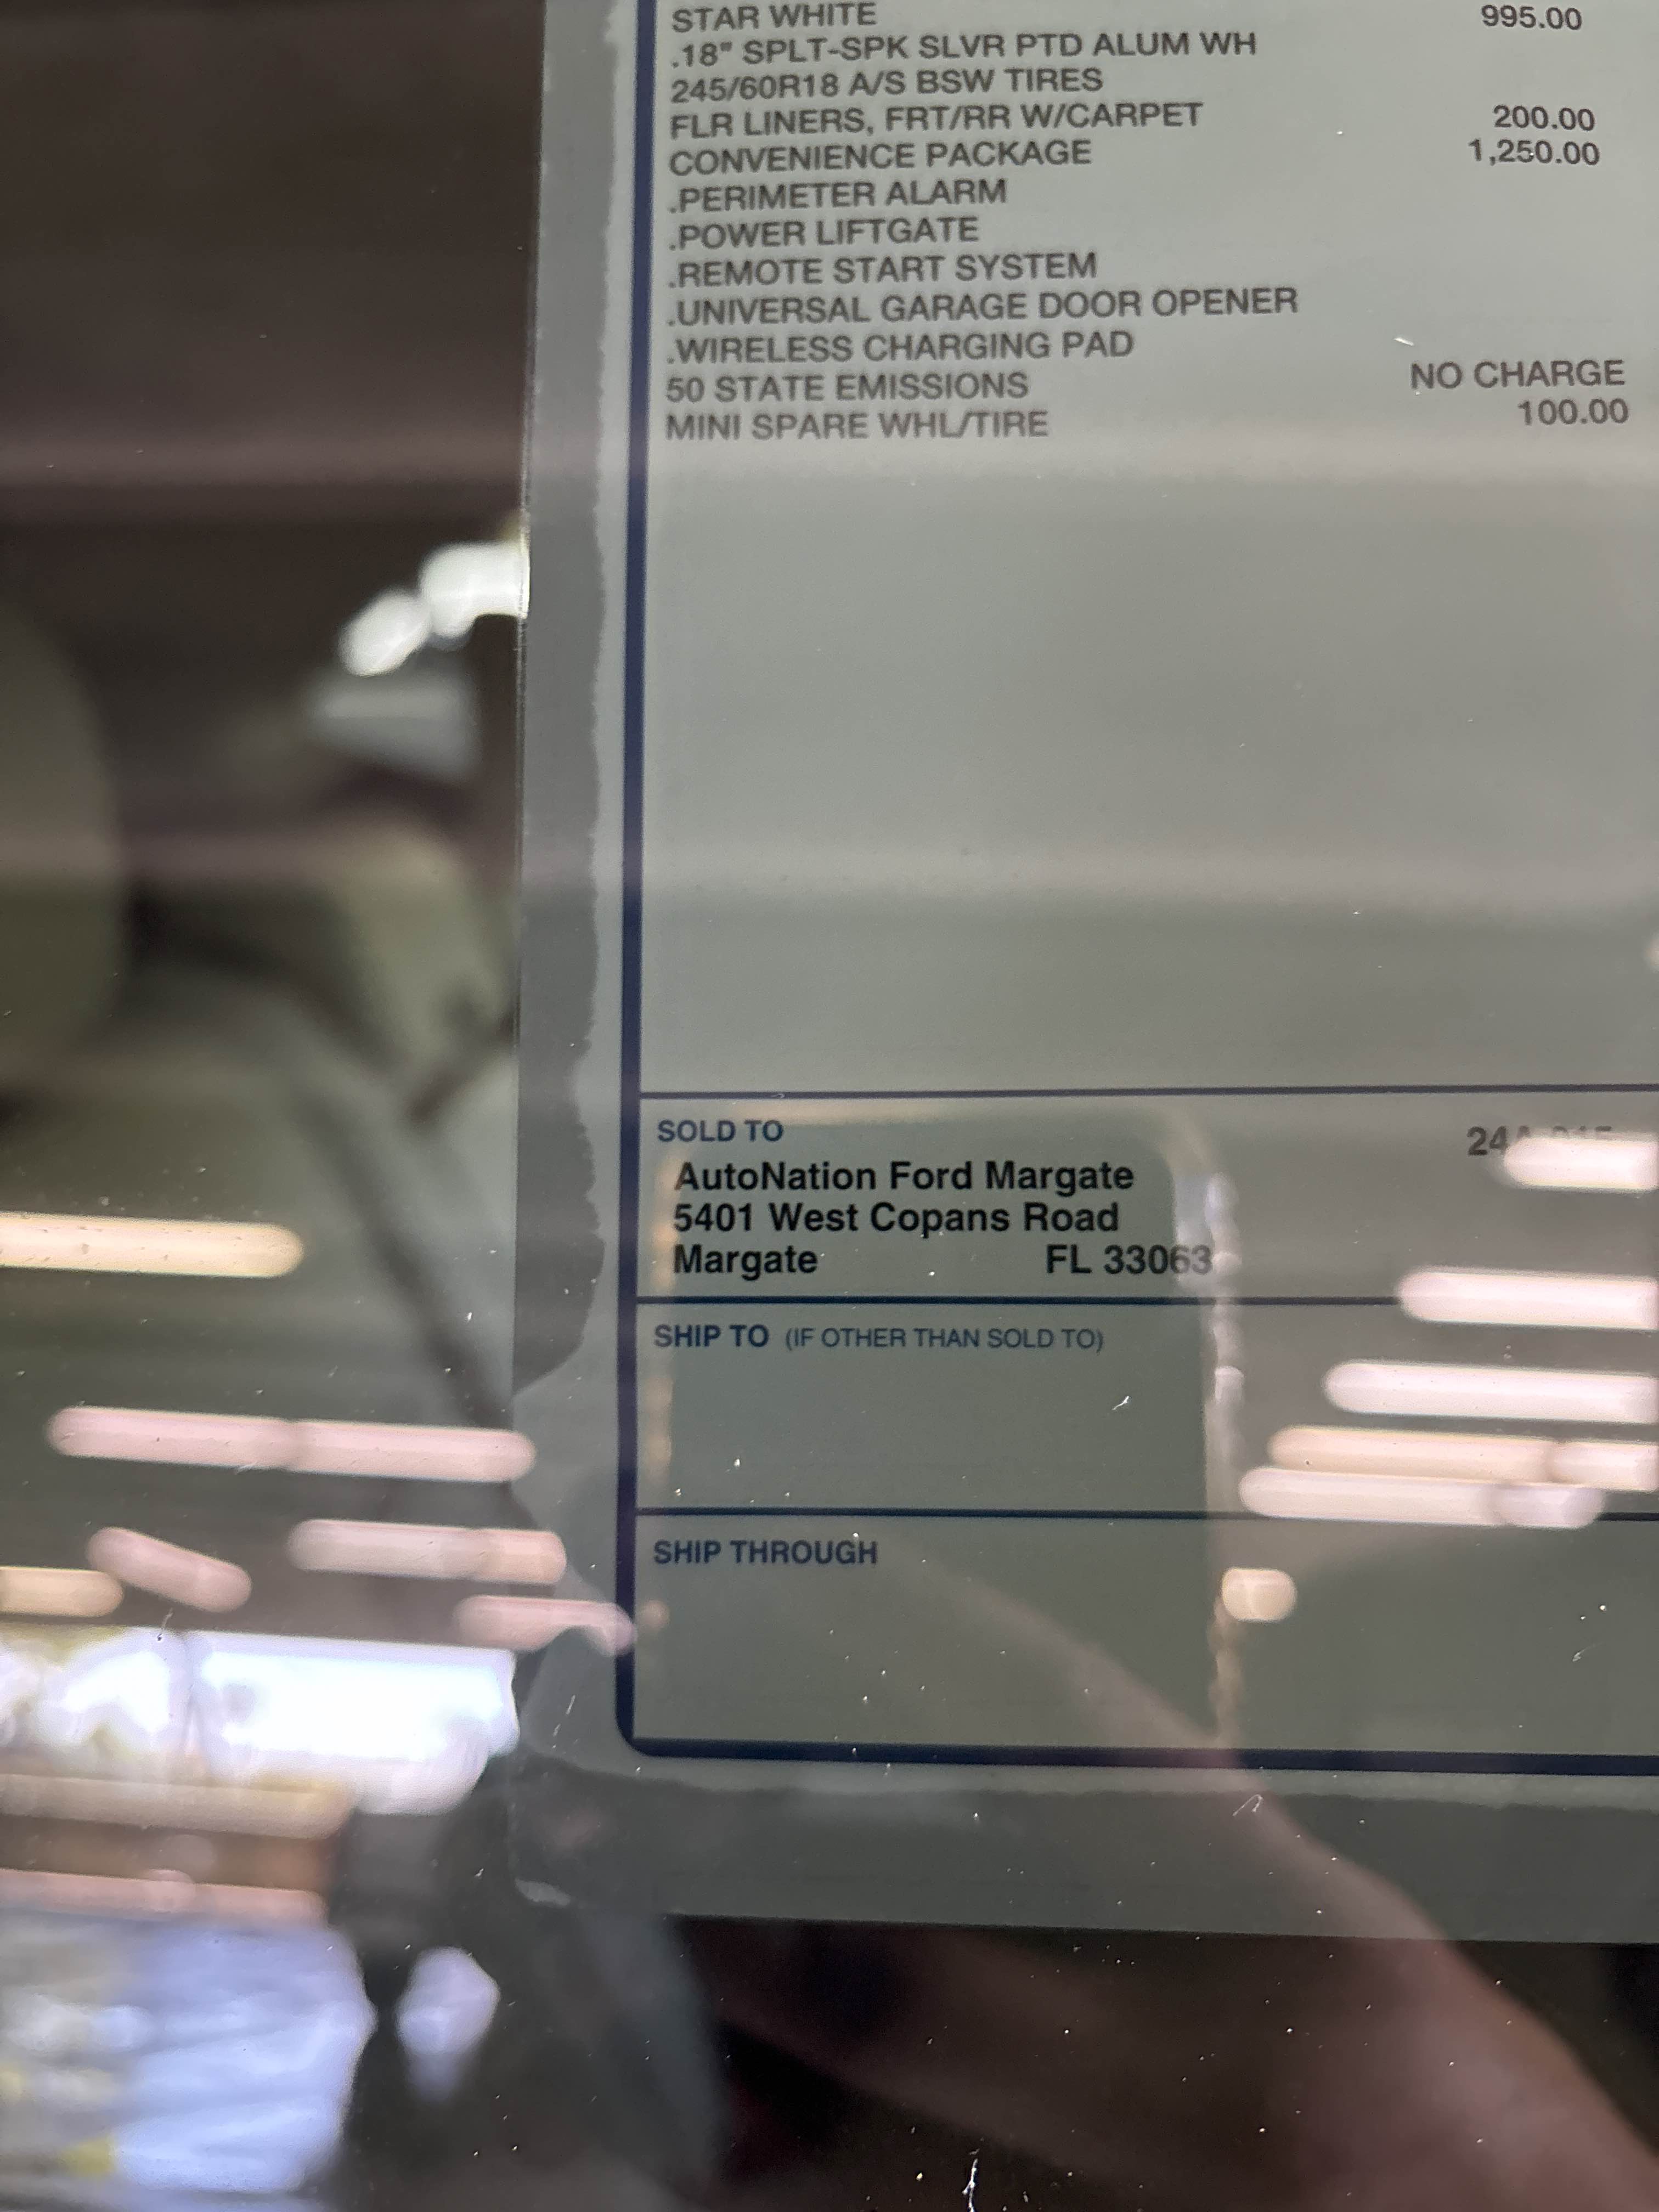 STAR WHITE 995.00
.18" SPLT-SPK SLVR PTD ALUM WH
245/60R18 A/S BSW TIRES
FLR LINERS, FRT/RR W/CARPET 200.00
CONVENIENCE PACKAGE 1,250.00
.PERIMETER ALARM
.POWER LIFTGATE
.REMOTE START SYSTEM
.UNIVERSAL GARAGE DOOR OPENER
.WIRELESS CHARGING PAD
50 STATE EMISSIONS NO CHARGE
MINI SPARE WHL/TIRE 100.00
SOLD TO
AutoNation Ford Margate
5401 West Copans Road
Margate FL 33063
SHIP TO (IF OTHER THAN SOLD TO)
SHIP THROUGH